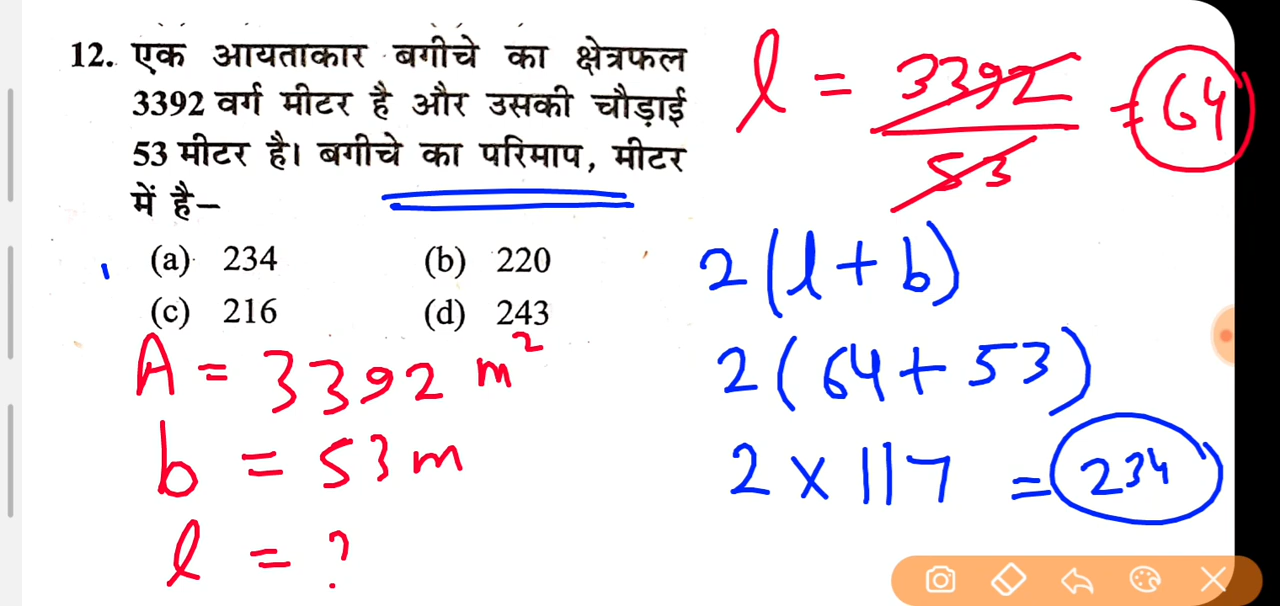 12. एक आयताकार बगीचे का क्षेत्रफल
3392 वर्ग मीटर है और उसकी चौड़ाई
53 मीटर है। बगीचे का परिमाप, मीटर
में है–
(a) 234 (b) 220
(c) 216 (d) 243
A = 3392 m²
b = 53 m
l = ?
l = 3392/53 = 64
2(l+b)
2(64+53)
2×117 = 234